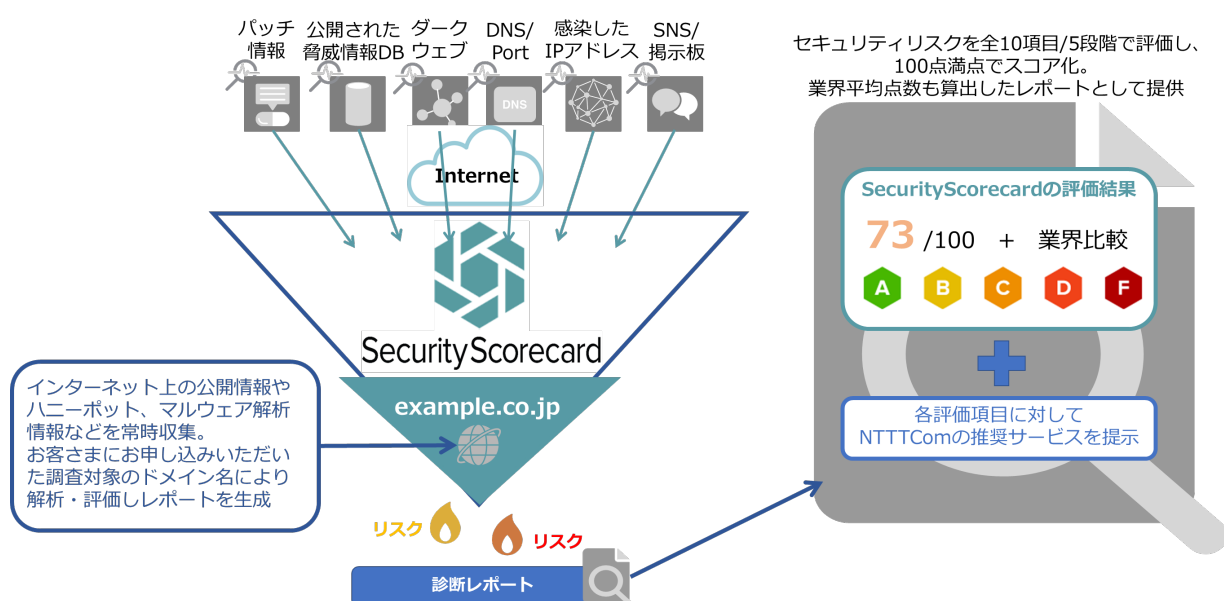 パッチ
情報
公開された
脅威情報DB
ダーク
ウェブ
DNS/
Port
感染した
IPアドレス
SNS/
掲示板
DNS
Internet
SecurityScorecard
example.co.jp
インターネット上の公開情報や
ハニーポット、マルウェア解析
情報などを常時収集。
お客さまにお申し込みいただい
た調査対象のドメイン名により
解析・評価しレポートを生成
リスク
リスク
診断レポート
セキュリティリスクを全10項目/5段階で評価し、
100点満点でスコア化。
業界平均点数も算出したレポートとして提供
SecurityScorecardの評価結果
73 /100 + 業界比較
A B C D F
各評価項目に対して
NTTTComの推奨サービスを提示